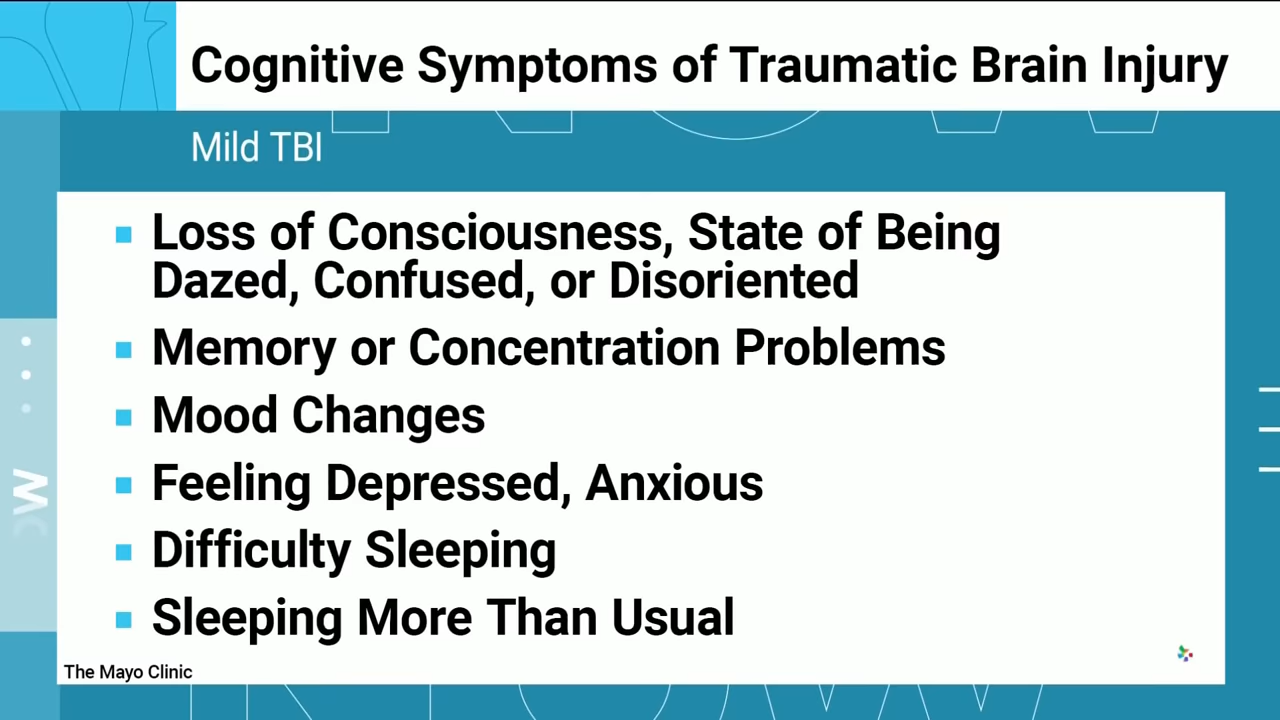 Cognitive Symptoms of Traumatic Brain Injury
Mild TBI
Loss of Consciousness, State of Being
Dazed, Confused, or Disoriented
Memory or Concentration Problems
Mood Changes
Feeling Depressed, Anxious
Difficulty Sleeping
Sleeping More Than Usual
The Mayo Clinic